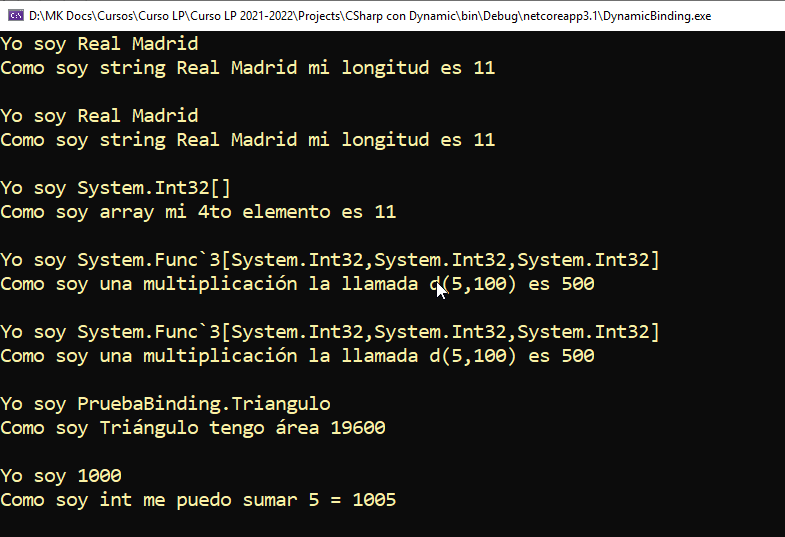 D:\MK Docs\Cursos\Curso LP\Curso LP 2021-2022\Projects\CSharp con Dynamic\bin\Debug\netcoreapp3.1\DynamicBinding.exe
Yo soy Real Madrid
Como soy string Real Madrid mi longitud es 11
Yo soy Real Madrid
Como soy string Real Madrid mi longitud es 11
Yo soy System.Int32[]
Como soy array mi 4to elemento es 11
Yo soy System.Func`3[System.Int32,System.Int32,System.Int32]
Como soy una multiplicación la llamada d(5,100) es 500
Yo soy System.Func`3[System.Int32,System.Int32,System.Int32]
Como soy una multiplicación la llamada d(5,100) es 500
Yo soy PruebaBinding.Triangulo
Como soy Triángulo tengo área 19600
Yo soy 1000
Como soy int me puedo sumar 5 = 1005